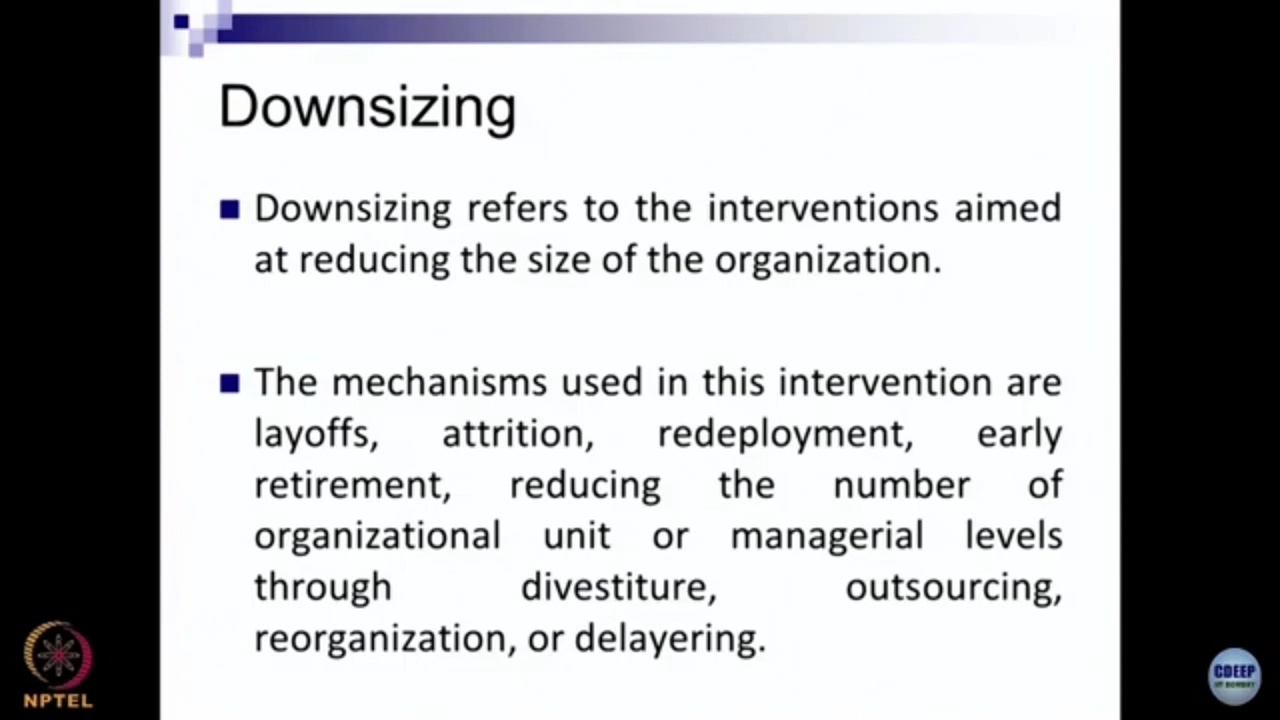 Downsizing
Downsizing refers to the interventions aimed
at reducing the size of the organization.
The mechanisms used in this intervention are
layoffs, attrition, redeployment, early
retirement, reducing the number of
organizational unit or managerial levels
through divestiture, outsourcing,
reorganization, or delayering.
NPTEL
CDEEP
IIT BOMBAY